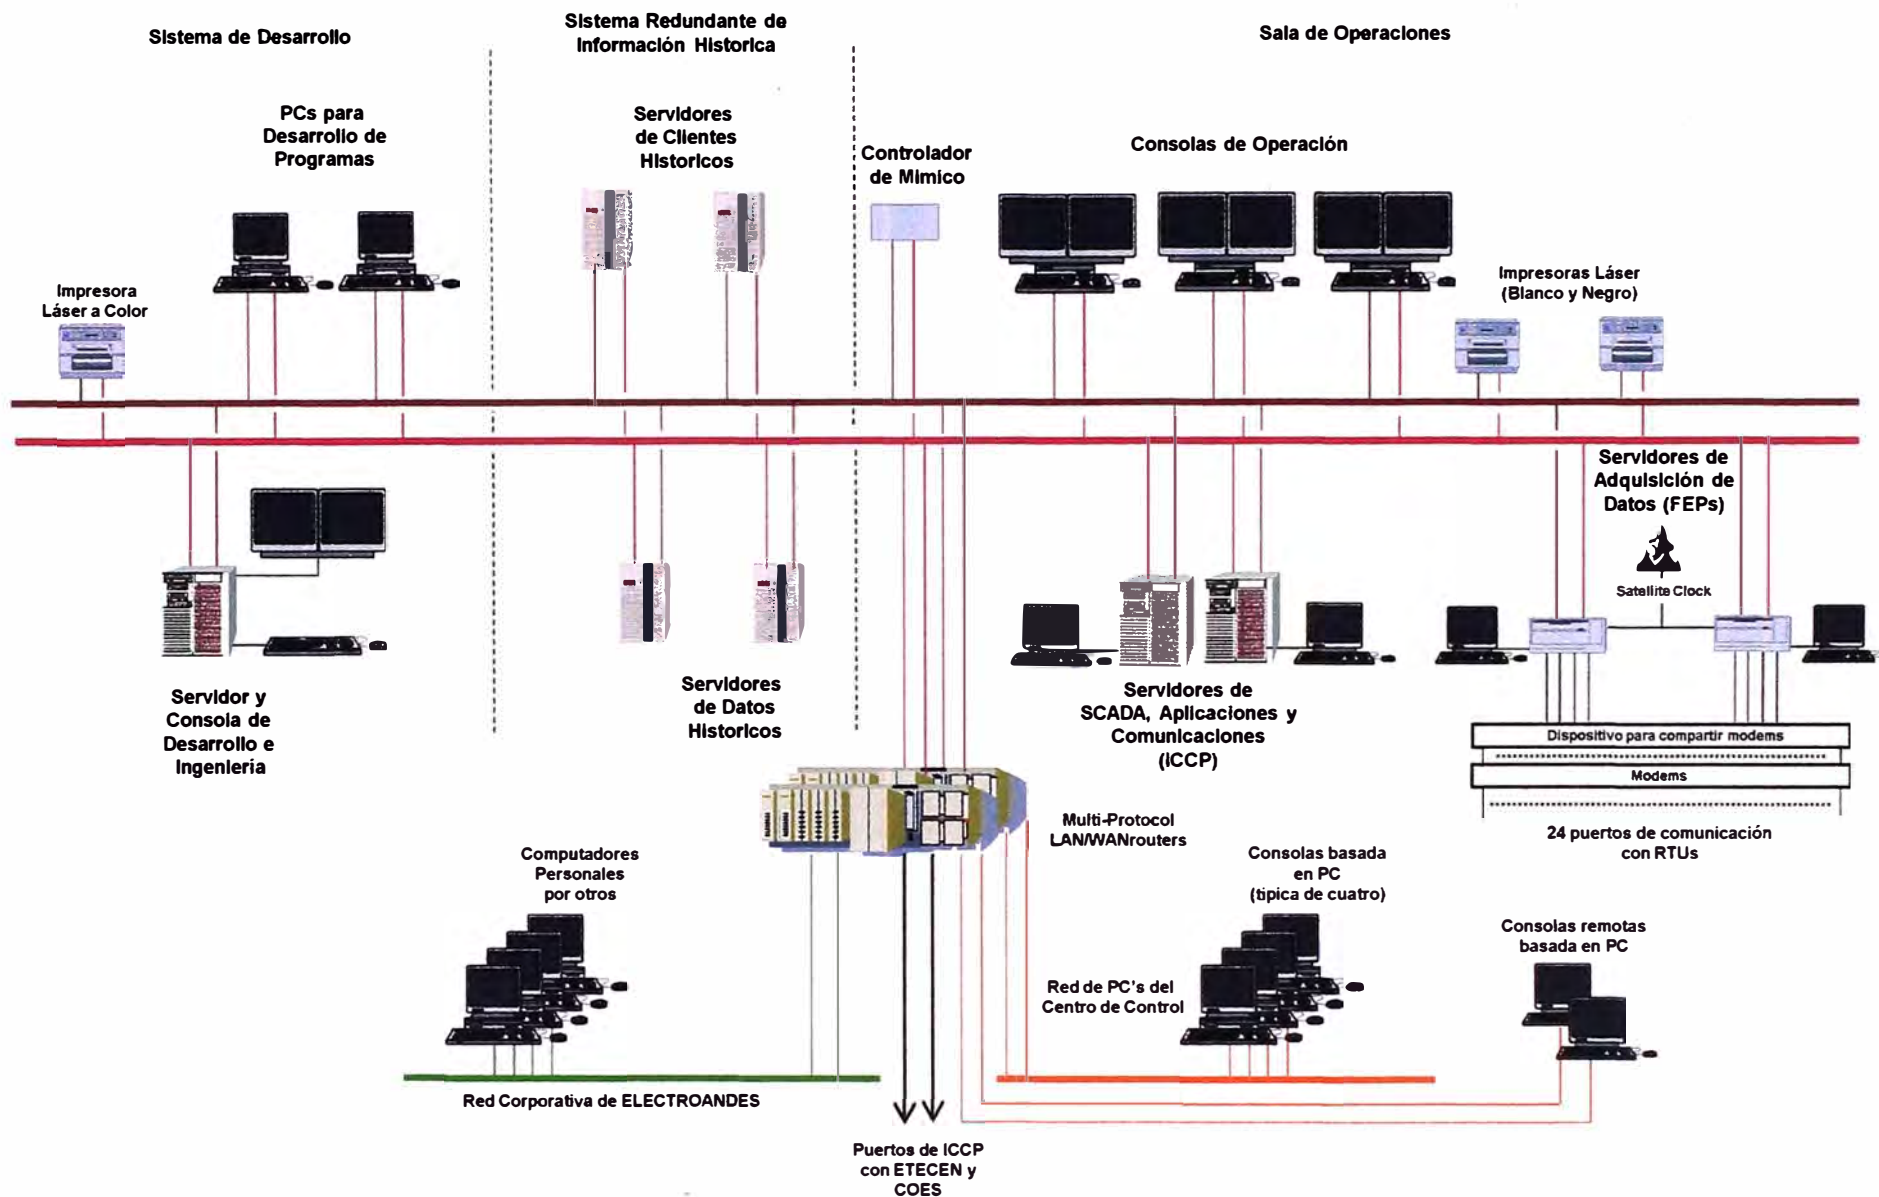 Sistema de Desarrollo
Sistema Redundante de
Información Historica
Sala de Operaciones
PCs para
Desarrollo de
Programas
Servidores
de Clientes
Historicos
Controlador
de Mimico
Consolas de Operación
Impresora
Láser a Color
Impresoras Láser
(Blanco y Negro)
Servidores de
Adquisición de
Datos (FEPs)
Satellite Clock
Servidor y
Consola de
Desarrollo e
Ingeniería
Servidores
de Datos
Historicos
Servidores de
SCADA, Aplicaciones y
Comunicaciones
(ICCP)
Dispositivo para compartir modems
Modems
24 puertos de comunicación
con RTUs
Multi-Protocol
LAN/WANrouters
Computadores
Personales
por otros
Consolas basada
en PC
(tipica de cuatro)
Consolas remotas
basada en PC
Red de PC's del
Centro de Control
Red Corporativa de ELECTROANDES
Puertos de ICCP
con ETECEN y
COES